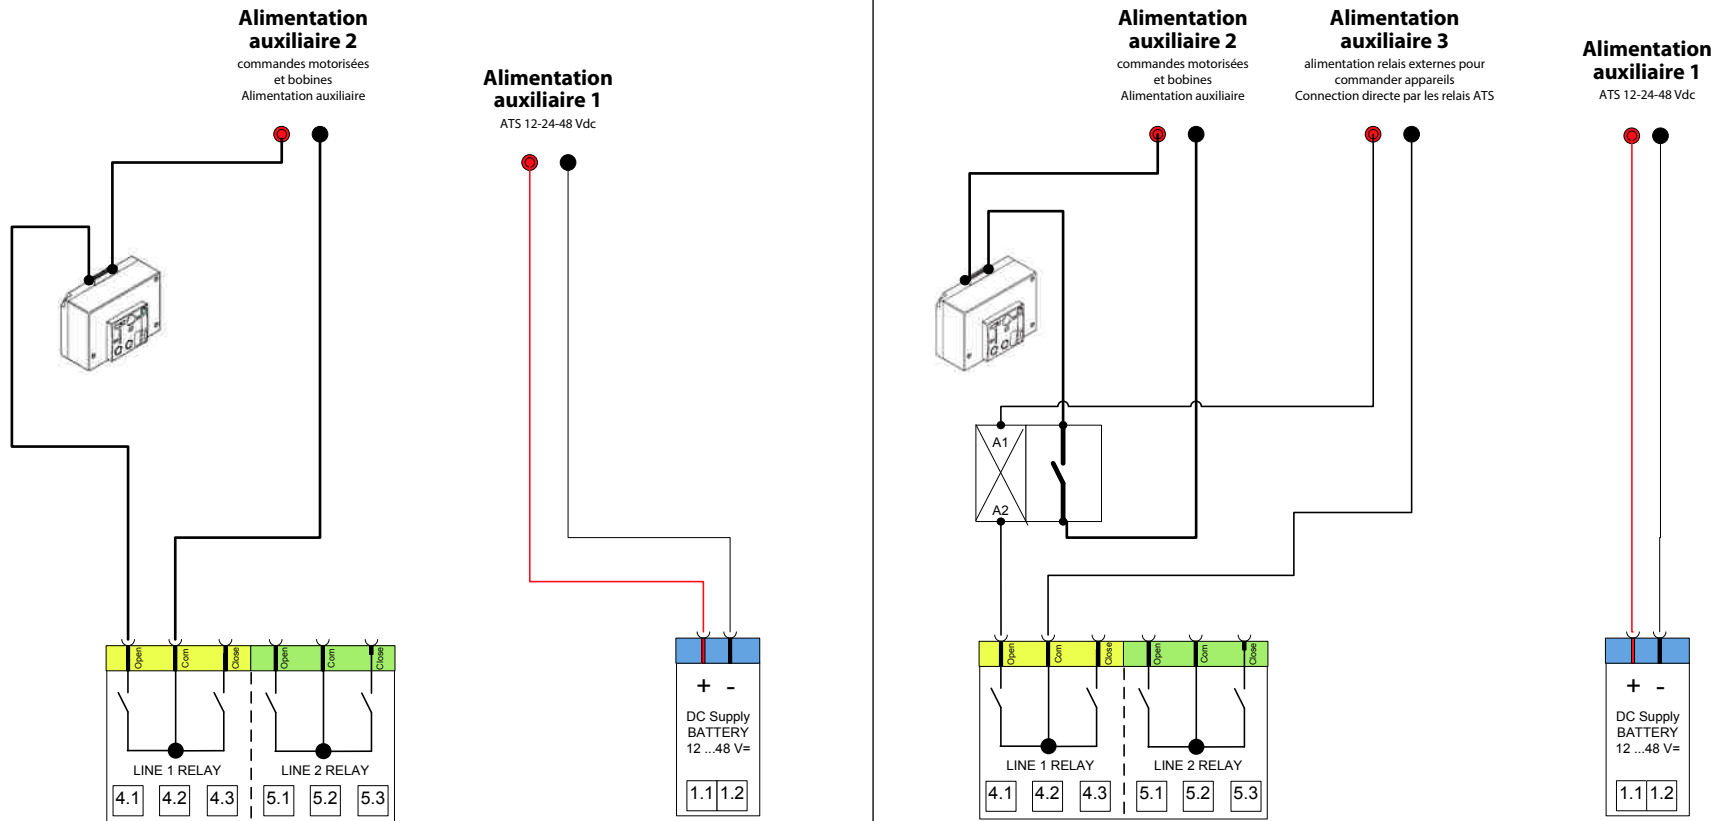 Alimentation
auxiliaire 2
commandes motorisées
et bobines
Alimentation auxiliaire
Alimentation
auxiliaire 1
ATS 12-24-48 Vdc
Open
Com
Close
Open
Com
Close
LINE 1 RELAY
LINE 2 RELAY
4.1
4.2
4.3
5.1
5.2
5.3
+ -
DC Supply
BATTERY
12 ...48 V=
1.1
1.2
Alimentation
auxiliaire 2
commandes motorisées
et bobines
Alimentation auxiliaire
Alimentation
auxiliaire 3
alimentation relais externes pour
commander appareils
Connection directe par les relais ATS
Alimentation
auxiliaire 1
ATS 12-24-48 Vdc
A1
A2
Open
Com
Close
Open
Com
Close
LINE 1 RELAY
LINE 2 RELAY
4.1
4.2
4.3
5.1
5.2
5.3
+ -
DC Supply
BATTERY
12 ...48 V=
1.1
1.2